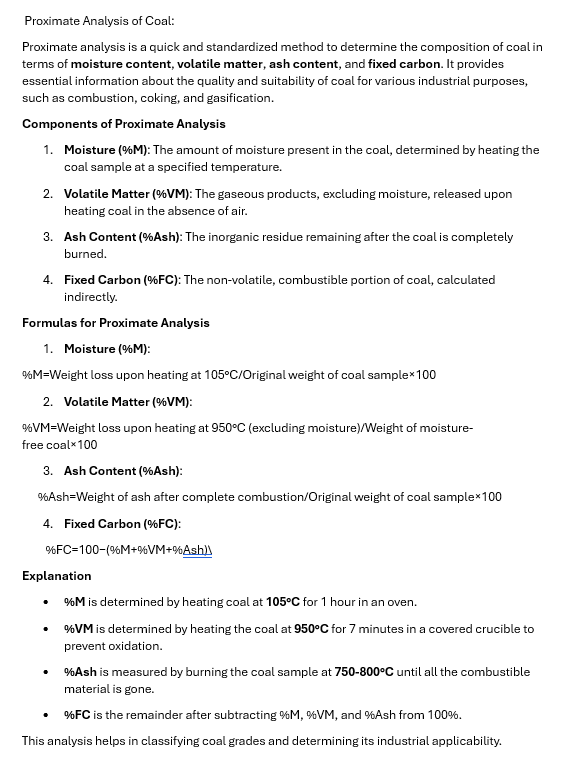 Proximate Analysis of Coal:
Proximate analysis is a quick and standardized method to determine the composition of coal in
terms of moisture content, volatile matter, ash content, and fixed carbon. It provides
essential information about the quality and suitability of coal for various industrial purposes,
such as combustion, coking, and gasification.
Components of Proximate Analysis
1. Moisture (%M): The amount of moisture present in the coal, determined by heating the
coal sample at a specified temperature.
2. Volatile Matter (%VM): The gaseous products, excluding moisture, released upon
heating coal in the absence of air.
3. Ash Content (%Ash): The inorganic residue remaining after the coal is completely
burned.
4. Fixed Carbon (%FC): The non-volatile, combustible portion of coal, calculated
indirectly.
Formulas for Proximate Analysis
1. Moisture (%M):
%M=Weight loss upon heating at 105°C/Original weight of coal sample×100
2. Volatile Matter (%VM):
%VM=Weight loss upon heating at 950°C (excluding moisture)/Weight of moisture-
free coal×100
3. Ash Content (%Ash):
%Ash=Weight of ash after complete combustion/Original weight of coal sample×100
4. Fixed Carbon (%FC):
%FC=100−(%M+%VM+%Ash)\
Explanation
• %M is determined by heating coal at 105°C for 1 hour in an oven.
• %VM is determined by heating the coal at 950°C for 7 minutes in a covered crucible to
prevent oxidation.
• %Ash is measured by burning the coal sample at 750-800°C until all the combustible
material is gone.
• %FC is the remainder after subtracting %M, %VM, and %Ash from 100%.
This analysis helps in classifying coal grades and determining its industrial applicability.